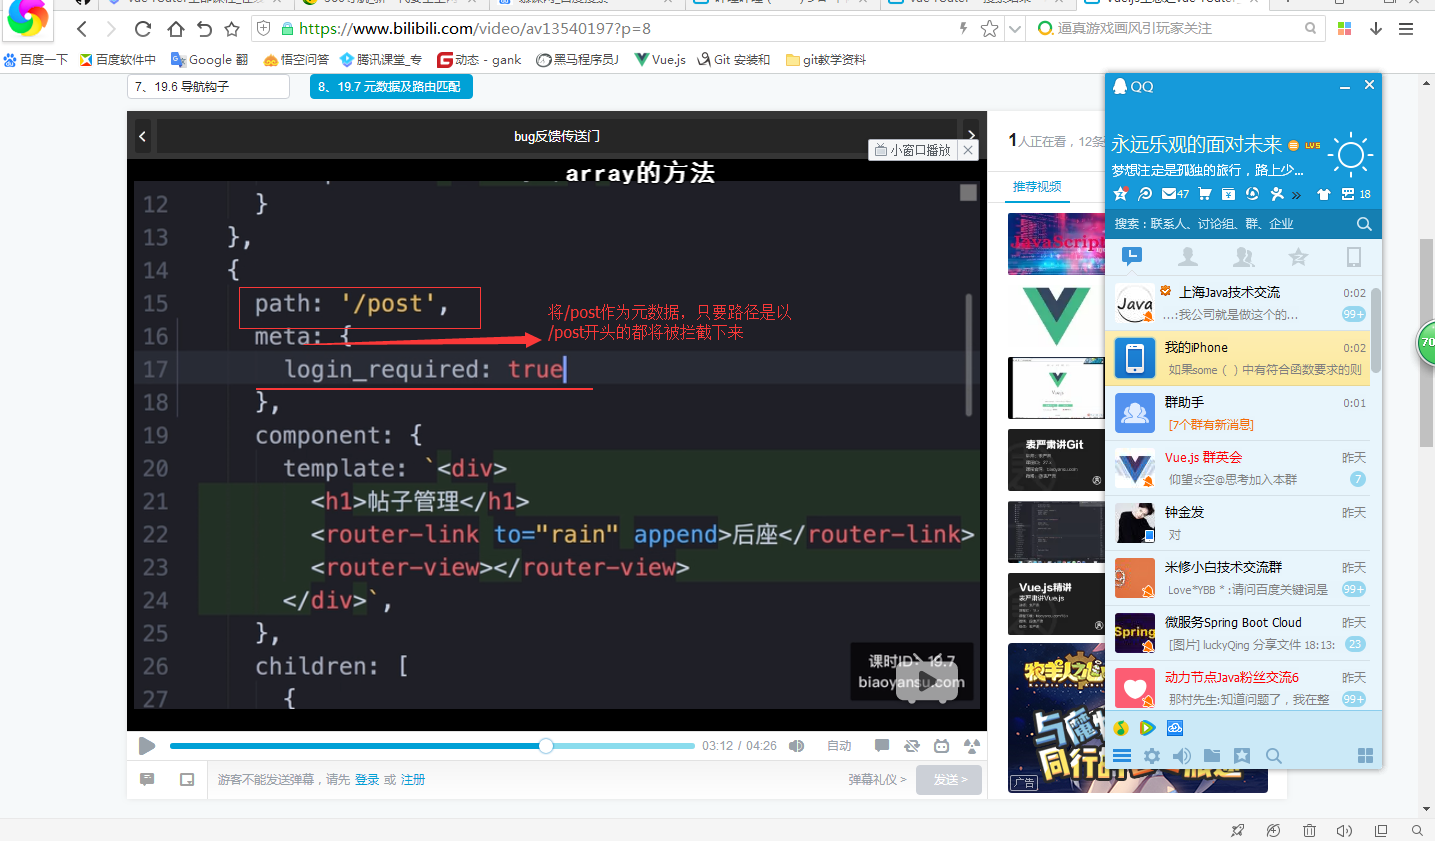 https://www.bilibili.com/video/av13540197?p=8
逼真游戏画风引玩家关注
百度一下
百度软件中
Google 翻
悟空问答
腾讯课堂_专
动态 - gank
黑马程序员J
Vue.js
Git 安装和
git教学资料
7、19.6 导航钩子
8、19.7 元数据及路由匹配
bug反馈传送门
小窗口播放
array的方法
12 }
13 },
14 {
15 path: '/post',
16 meta: {
17 login_required: true
18 },
19 component: {
20 template: `<div>
21 <h1>帖子管理</h1>
22 <router-link to="rain" append>后座</router-link>
23 <router-view></router-view>
24 </div>`,
25 },
26 children: [
27 {
将/post作为元数据，只要路径是以
/post开头的都将被拦截下来
课时ID: 19.7
biaoyansu.com
03:12 / 04:26
自动
游客不能发送弹幕，请先 登录 或 注册
弹幕礼仪 >
发送 >
1人正在看，12条
推荐视频
JavaScript
表严肃讲Git
Vue.js精讲
表严肃讲Vue.js
与魔
同行
广告
QQ
永远乐观的面对未来
LV5
梦想注定是孤独的旅行，路上少...
47
18
搜索：联系人、讨论组、群、企业
Java
上海Java技术交流
0:02
...:我公司就是做这个的...
99+
我的iPhone
0:02
如果some（ ）中有符合函数要求的则
群助手
0:01
[7个群有新消息]
Vue.js 群英会
昨天
仰望☆空@思考加入本群
7
钟金发
昨天
对
米修小白技术交流群
昨天
Love*YBB * :请问百度关键词是
99+
Spring
微服务Spring Boot Cloud
昨天
[图片] luckyQing 分享文件 18:13:
23
动力节点Java粉丝交流6
昨天
那村先生:知道问题了，我在整
99+
70